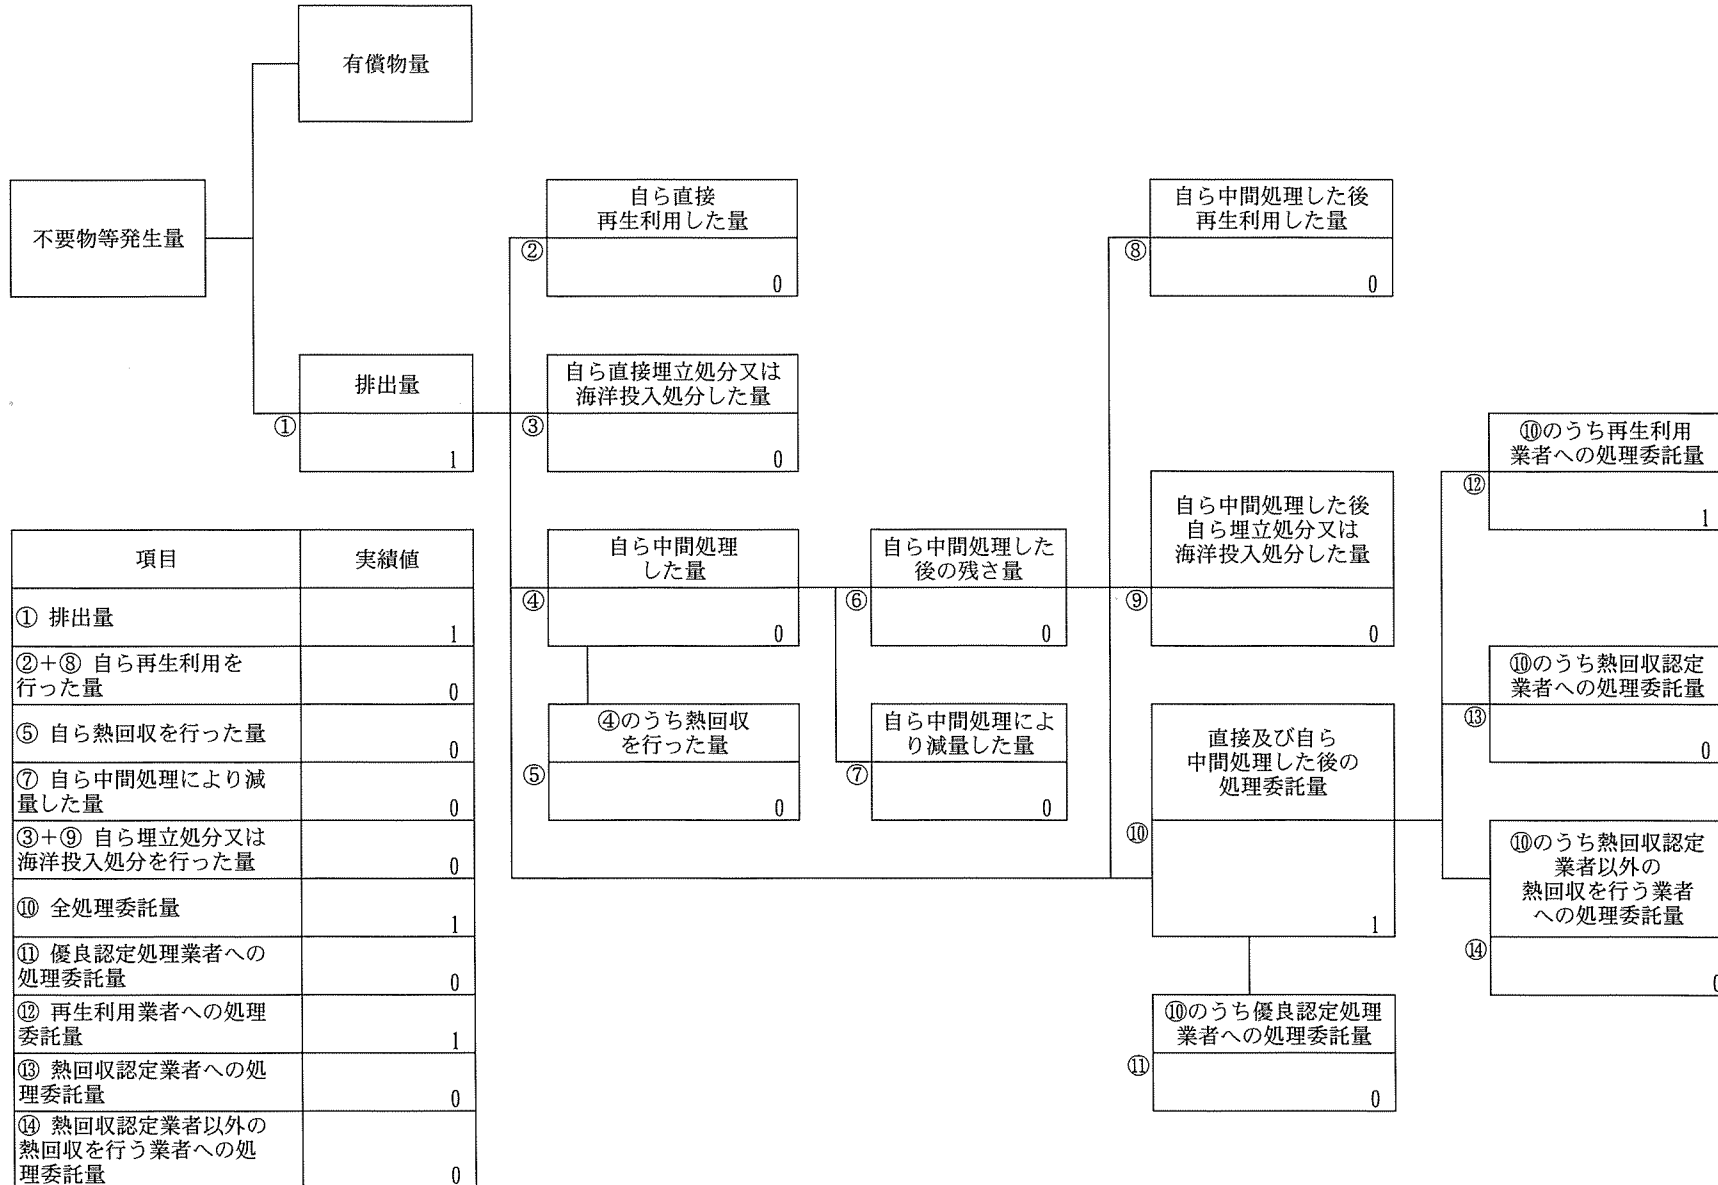 有償物量
不要物等発生量
自ら直接
再生利用した量
②
0
自ら中間処理した後
再生利用した量
⑧
0
排出量
①
1
自ら直接埋立処分又は
海洋投入処分した量
③
0
⑩のうち再生利用
業者への処理委託量
⑫
1
自ら中間処理
した量
④
0
自ら中間処理した
後の残さ量
⑥
0
自ら中間処理した後
自ら埋立処分又は
海洋投入処分した量
⑨
0
⑩のうち熱回収認定
業者への処理委託量
⑬
0
④のうち熱回収
を行った量
⑤
0
自ら中間処理によ
り減量した量
⑦
0
直接及び自ら
中間処理した後の
処理委託量
⑩
1
⑩のうち熱回収認定
業者以外の
熱回収を行う業者
への処理委託量
⑭
0
⑩のうち優良認定処理
業者への処理委託量
⑪
0
項目 実績値
① 排出量
1
②+⑧ 自ら再生利用を
行った量 0
⑤ 自ら熱回収を行った量
0
⑦ 自ら中間処理により減
量した量 0
③+⑨ 自ら埋立処分又は
海洋投入処分を行った量 0
⑩ 全処理委託量
1
⑪ 優良認定処理業者への
処理委託量 0
⑫ 再生利用業者への処理
委託量 1
⑬ 熱回収認定業者への処
理委託量 0
⑭ 熱回収認定業者以外の
熱回収を行う業者への処
理委託量 0